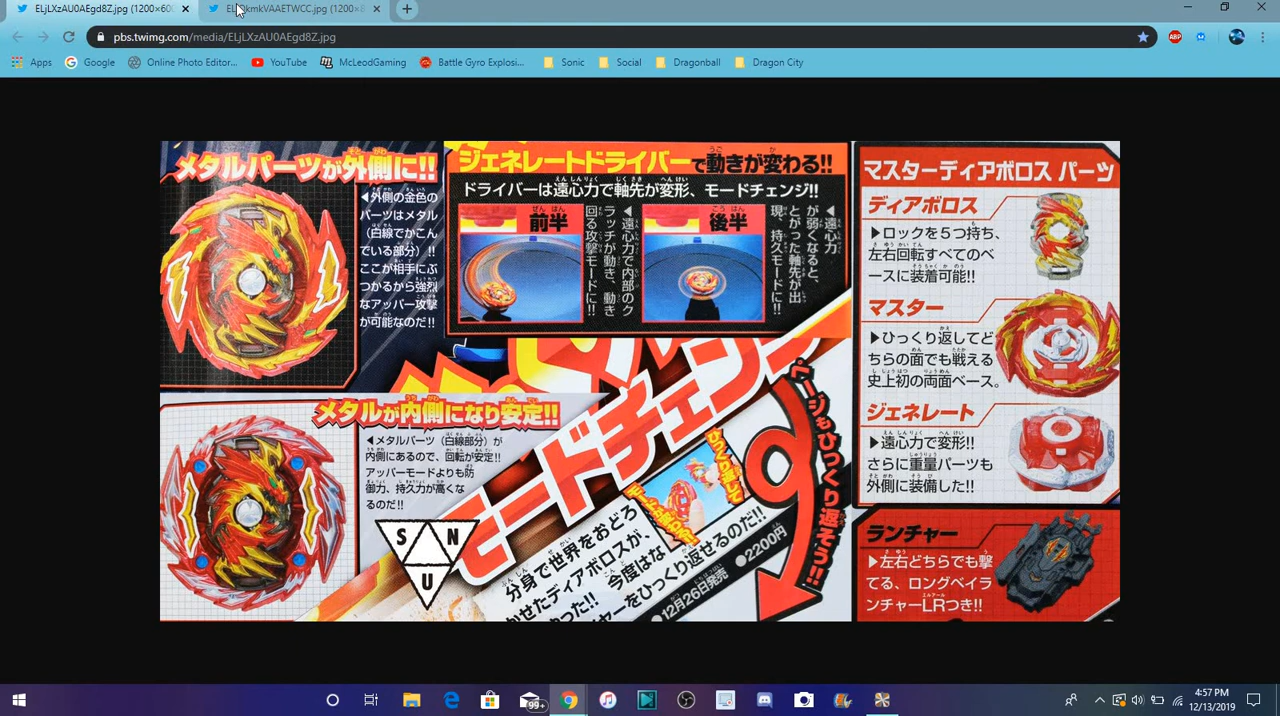 ELjLXzAU0AEgd8Z.jpg (1200×600
kmkVAAETWCC.jpg (1200×8
pbs.twimg.com/media/ELjLXzAU0AEgd8Z.jpg
ABP
Apps
Google
Online Photo Editor...
YouTube
McLeodGaming
Battle Gyro Explosi...
Sonic
Social
Dragonball
Dragon City
メタルパーツが外側に!!
◀外側の金色の
パーツはメタル
(白線でかこん
でいる部分)!!
ここが相手にぶ
つかるから強烈
なアッパー攻撃
が可能なのだ!!
ジェネレートドライバーで動きが変わる!!
ドライバーは遠心力で軸先が変形、モードチェンジ!!
前半
◀遠心力で内部のク
ラッチが動き、動き
回る攻撃モードに!!
後半
◀遠心力
が弱くなると、
とがった軸先が出
現、持久モードに!!
メタルが内側になり安定!!
◀メタルパーツ(白線部分)が
内側にあるので、回転が安定!!
アッパーモードよりも防
御力、持久力が高くな
るのだ!!
S N
U
モードチェンジ
ページもひっくり返そう!!
ひっくり返して
分身で世界をおどろ
かせたディアボロスが、
今度はな
ャーをひっくり返せるのだ!!
●12月26日発売
●2200円
マスターディアボロス パーツ
ディアボロス
▶ロックを5つ持ち、
左右回転すべてのベ
ースに装着可能!!
マスター
▶ひっくり返してど
ちらの面でも戦える
史上初の両面ベース。
ジェネレート
▶遠心力で変形!!
さらに重量パーツも
外側に装備した!!
ランチャー
▶左右どちらでも撃
てる、ロングベイラ
ンチャーLRつき!!
99+
4:57 PM
12/13/2019